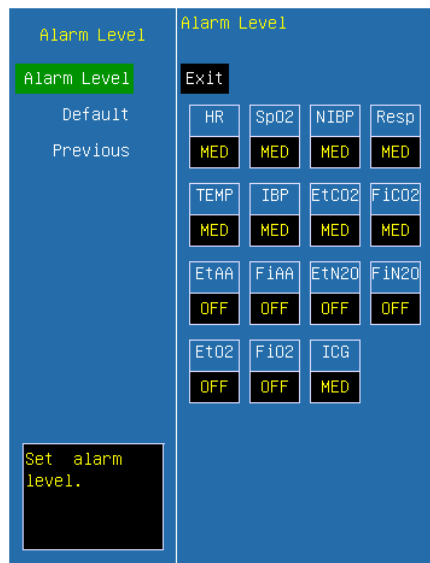 Alarm Level
Alarm Level
Default
Previous
Set alarm
level.
Alarm Level
Exit
HR SpO2 NIBP Resp
MED MED MED MED
TEMP IBP EtCO2 FiCO2
MED MED MED MED
EtAA FiAA EtN2O FiN2O
OFF OFF OFF OFF
EtO2 FiO2 ICG
OFF OFF MED